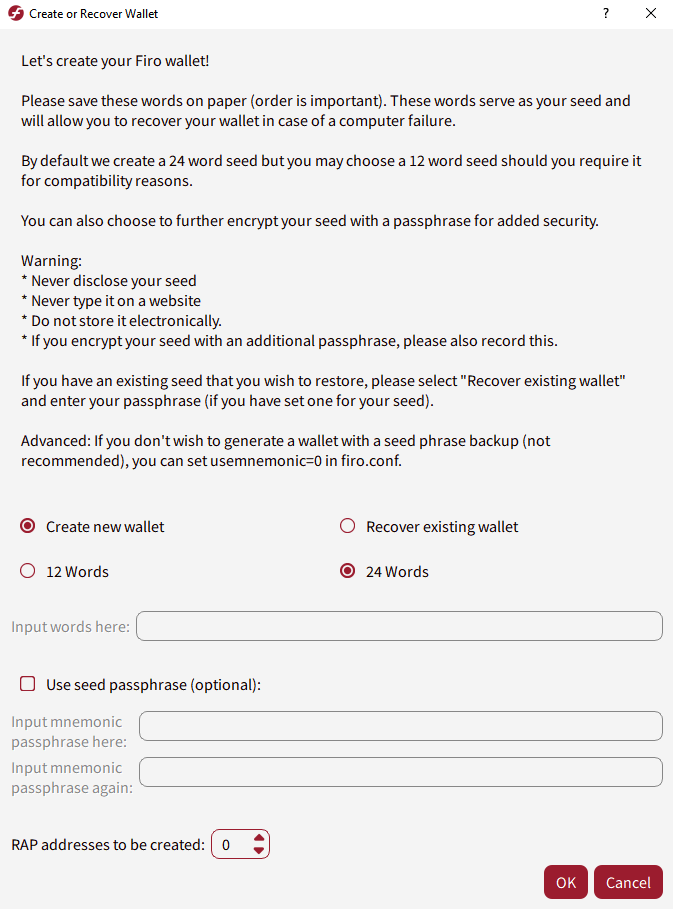 Create or Recover Wallet
Let's create your Firo wallet!
Please save these words on paper (order is important). These words serve as your seed and
will allow you to recover your wallet in case of a computer failure.
By default we create a 24 word seed but you may choose a 12 word seed should you require it
for compatibility reasons.
You can also choose to further encrypt your seed with a passphrase for added security.
Warning:
* Never disclose your seed
* Never type it on a website
* Do not store it electronically.
* If you encrypt your seed with an additional passphrase, please also record this.
If you have an existing seed that you wish to restore, please select "Recover existing wallet"
and enter your passphrase (if you have set one for your seed).
Advanced: If you don't wish to generate a wallet with a seed phrase backup (not
recommended), you can set usemnemonic=0 in firo.conf.
Create new wallet
Recover existing wallet
12 Words
24 Words
Input words here:
Use seed passphrase (optional):
Input mnemonic
passphrase here:
Input mnemonic
passphrase again:
RAP addresses to be created: 0
OK
Cancel